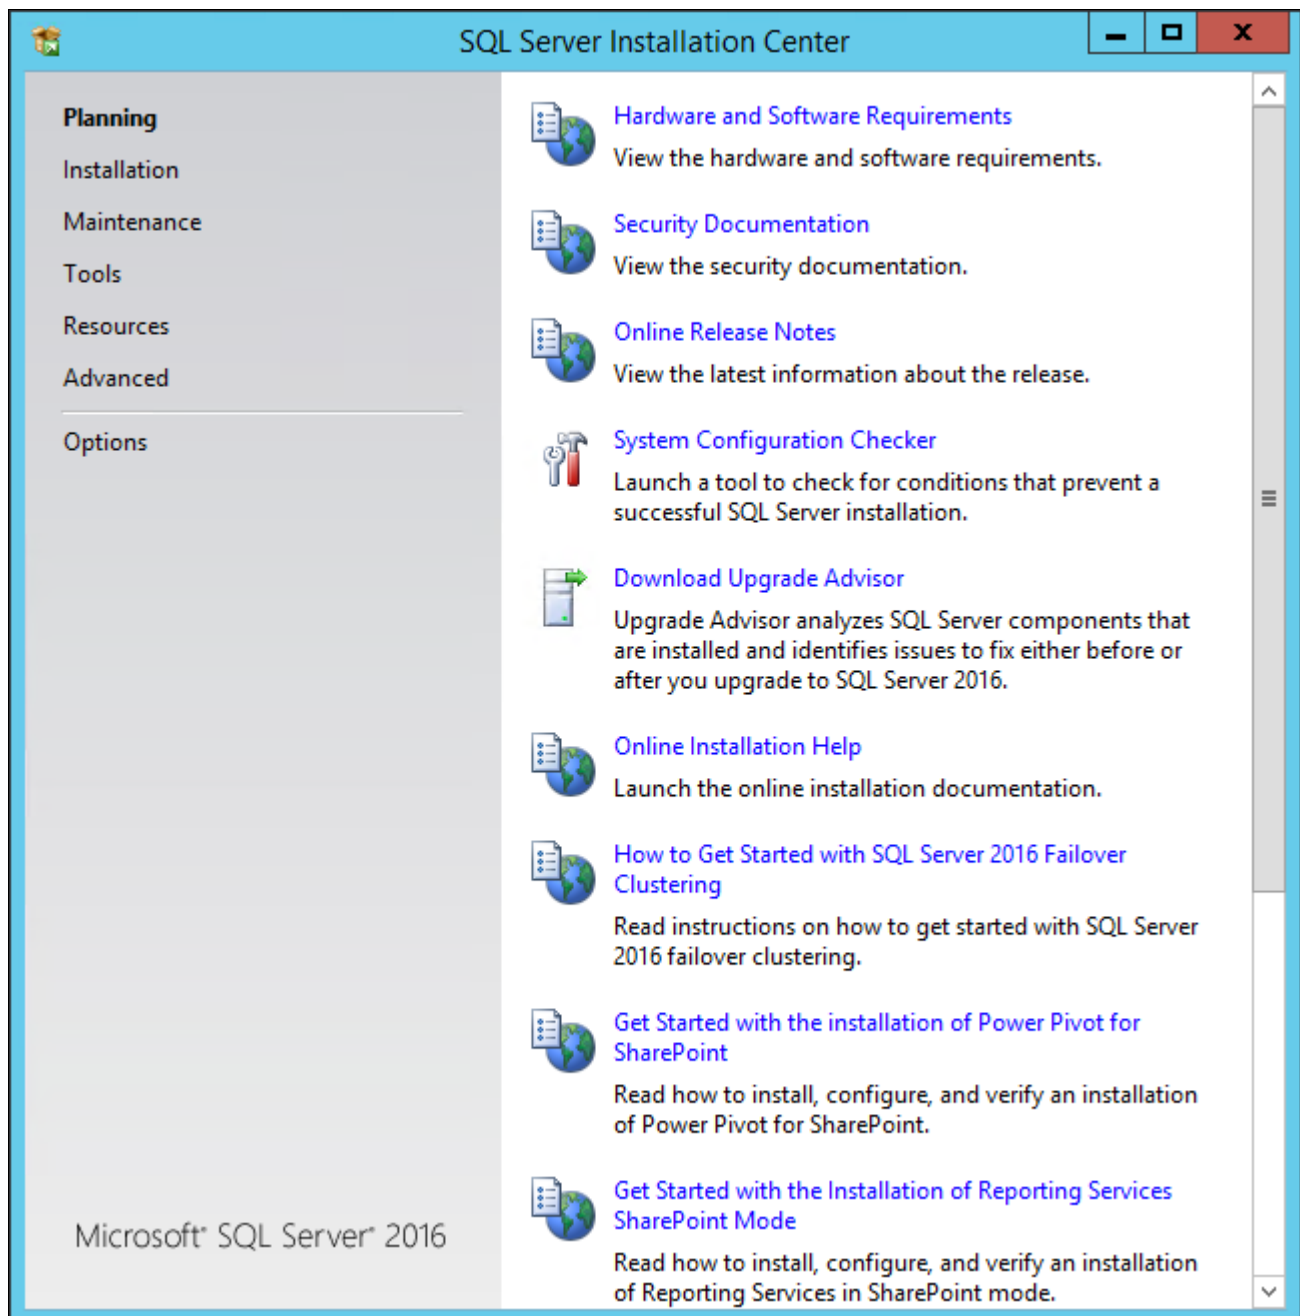 SQL Server Installation Center
Planning
Installation
Maintenance
Tools
Resources
Advanced
Options
Microsoft® SQL Server® 2016
Hardware and Software Requirements
View the hardware and software requirements.
Security Documentation
View the security documentation.
Online Release Notes
View the latest information about the release.
System Configuration Checker
Launch a tool to check for conditions that prevent a
successful SQL Server installation.
Download Upgrade Advisor
Upgrade Advisor analyzes SQL Server components that
are installed and identifies issues to fix either before or
after you upgrade to SQL Server 2016.
Online Installation Help
Launch the online installation documentation.
How to Get Started with SQL Server 2016 Failover
Clustering
Read instructions on how to get started with SQL Server
2016 failover clustering.
Get Started with the installation of Power Pivot for
SharePoint
Read how to install, configure, and verify an installation
of Power Pivot for SharePoint.
Get Started with the Installation of Reporting Services
SharePoint Mode
Read how to install, configure, and verify an installation
of Reporting Services in SharePoint mode.